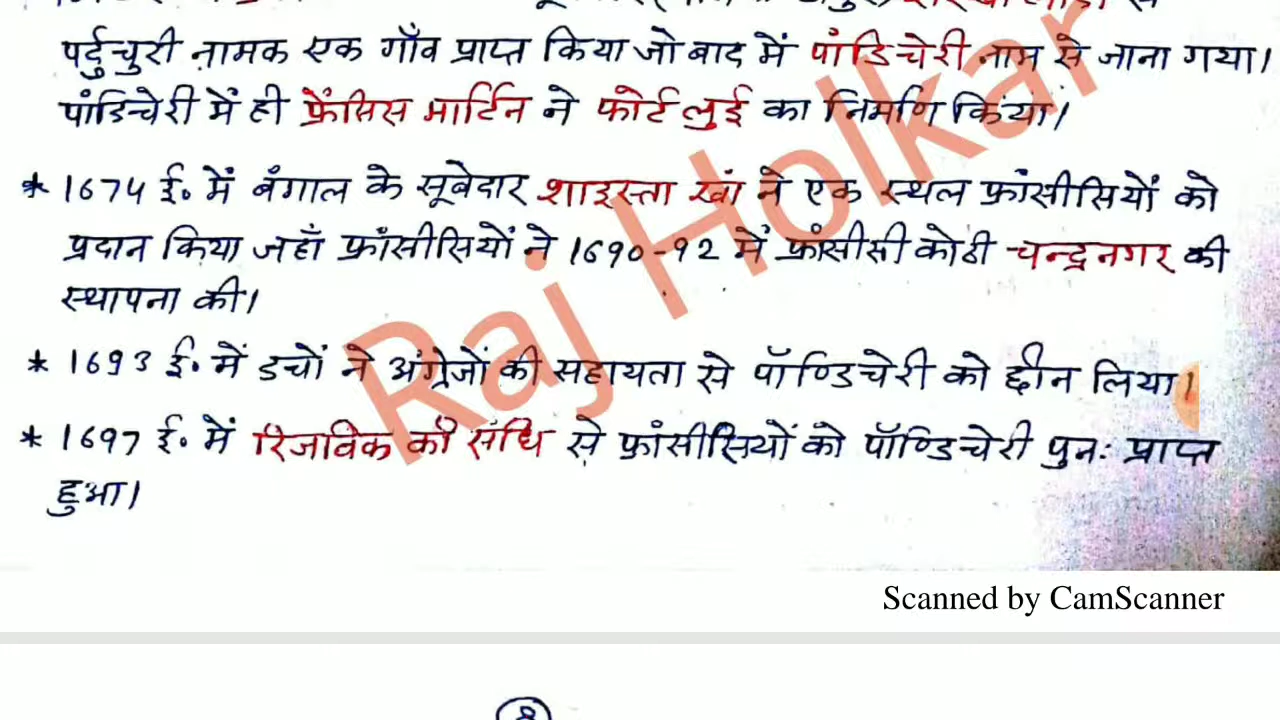 पर्दुचुरी नामक एक गाँव प्राप्त किया जो बाद में पांडिचेरी नाम से जाना गया।
पांडिचेरी में ही फ्रेंसिस मार्टिन ने फोर्ट लुई का निर्माण किया।
* 1674 ई. में बंगाल के सूबेदार शाइस्ता खां ने एक स्थल फ्रांसीसियों को
प्रदान किया जहाँ फ्रांसीसियों ने 1690-92 में फ्रांसीसी कोठी चन्द्रनगर की
स्थापना की।
* 1693 ई. में डचों ने अंग्रेजों की सहायता से पॉण्डिचेरी को छीन लिया।
* 1697 ई. में रिजविक की संधि से फ्रांसीसियों को पॉण्डिचेरी पुनः प्राप्त
हुआ।
Raj Holkar
Scanned by CamScanner